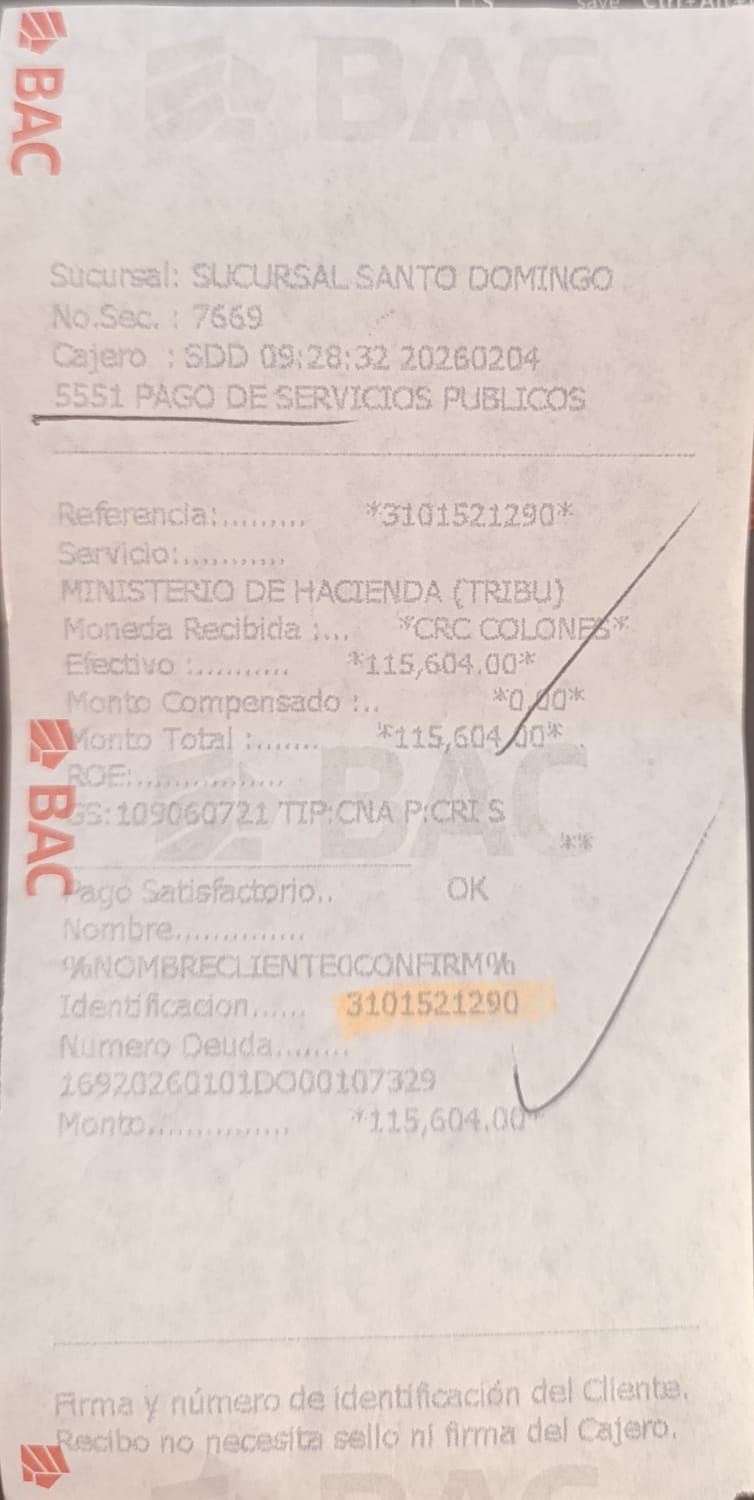 BAC
BAC
Sucursal: SUCURSAL SANTO DOMINGO
No.Sec. : 7669
Cajero : SDD 09:28:32 20260204
5551 PAGO DE SERVICIOS PUBLICOS
Referencia:......... *3101521290*
Servicio:...........
MINISTERIO DE HACIENDA (TRIBU)
Moneda Recibida :... *CRC COLONES*
Efectivo :.......... *115,604.00*
Monto Compensado :.. *0.00*
Monto Total :....... *115,604.00*
BAC
ROE:................
GS:109060721 TIP:CNA P:CRI S
**
BAC
Pago Satisfactorio.. OK
Nombre..............
%NOMBRECLIENTE0CONFIRM%
Identificacion...... 3101521290
Numero Deuda........
16920260101DO00107329
Monto............... *115,604.00*
Firma y número de identificación del Cliente.
Recibo no necesita sello ni firma del Cajero.
BAC